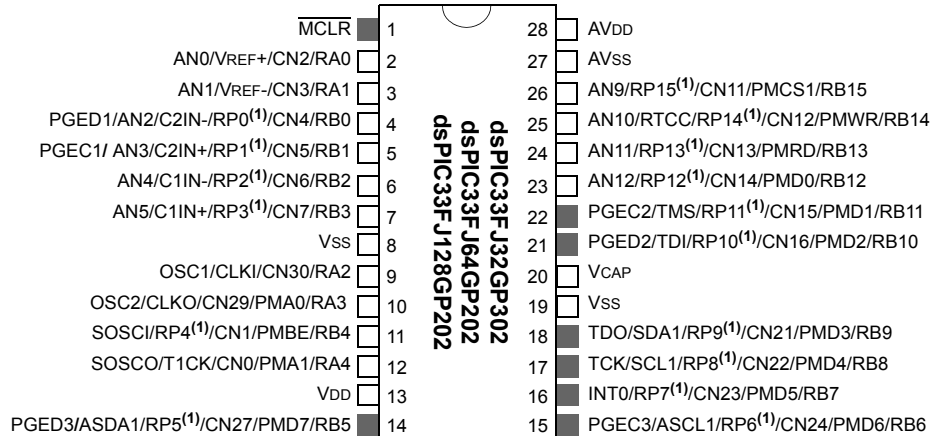 MCLR 1
AN0/VREF+/CN2/RA0 2
AN1/VREF-/CN3/RA1 3
PGED1/AN2/C2IN-/RP0(1)/CN4/RB0 4
PGEC1/ AN3/C2IN+/RP1(1)/CN5/RB1 5
AN4/C1IN-/RP2(1)/CN6/RB2 6
AN5/C1IN+/RP3(1)/CN7/RB3 7
VSS 8
OSC1/CLKI/CN30/RA2 9
OSC2/CLKO/CN29/PMA0/RA3 10
SOSCI/RP4(1)/CN1/PMBE/RB4 11
SOSCO/T1CK/CN0/PMA1/RA4 12
VDD 13
PGED3/ASDA1/RP5(1)/CN27/PMD7/RB5 14
dsPIC33FJ32GP302
dsPIC33FJ64GP202
dsPIC33FJ128GP202
28 AVDD
27 AVSS
26 AN9/RP15(1)/CN11/PMCS1/RB15
25 AN10/RTCC/RP14(1)/CN12/PMWR/RB14
24 AN11/RP13(1)/CN13/PMRD/RB13
23 AN12/RP12(1)/CN14/PMD0/RB12
22 PGEC2/TMS/RP11(1)/CN15/PMD1/RB11
21 PGED2/TDI/RP10(1)/CN16/PMD2/RB10
20 VCAP
19 VSS
18 TDO/SDA1/RP9(1)/CN21/PMD3/RB9
17 TCK/SCL1/RP8(1)/CN22/PMD4/RB8
16 INT0/RP7(1)/CN23/PMD5/RB7
15 PGEC3/ASCL1/RP6(1)/CN24/PMD6/RB6